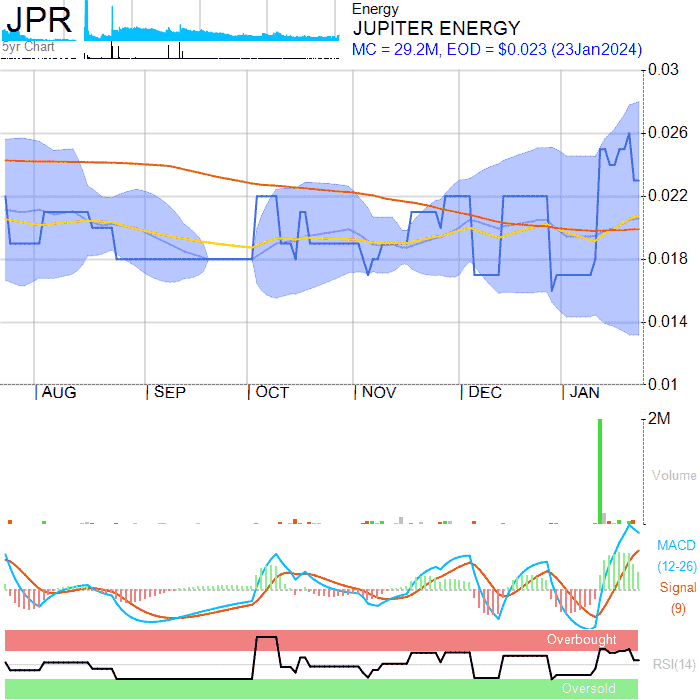 JPR
5yr Chart
Energy
JUPITER ENERGY
MC = 29.2M, EOD = $0.023 (23Jan2024)
0.03
0.026
0.022
0.018
0.014
0.01
AUG SEP OCT NOV DEC JAN
2M
Volume
MACD
(12-26)
Signal
(9)
Overbought
RSI(14)
Oversold